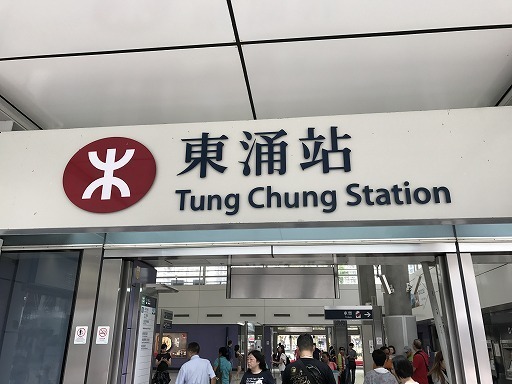 東涌站
Tung Chung Station